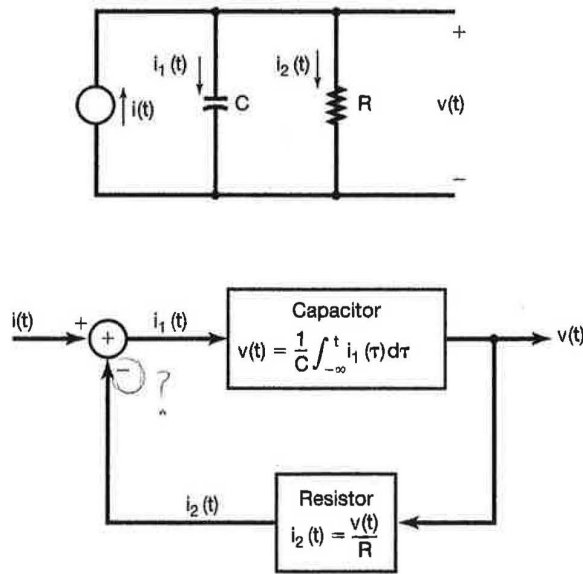 +
i₁(t) i₂(t)
i(t) C R v(t)
−
i(t) + + i₁(t) Capacitor v(t)
v(t) = 1/C ∫_{-∞}^{t} i₁(τ)dτ
− ?
i₂(t) Resistor
i₂(t) = v(t)/R